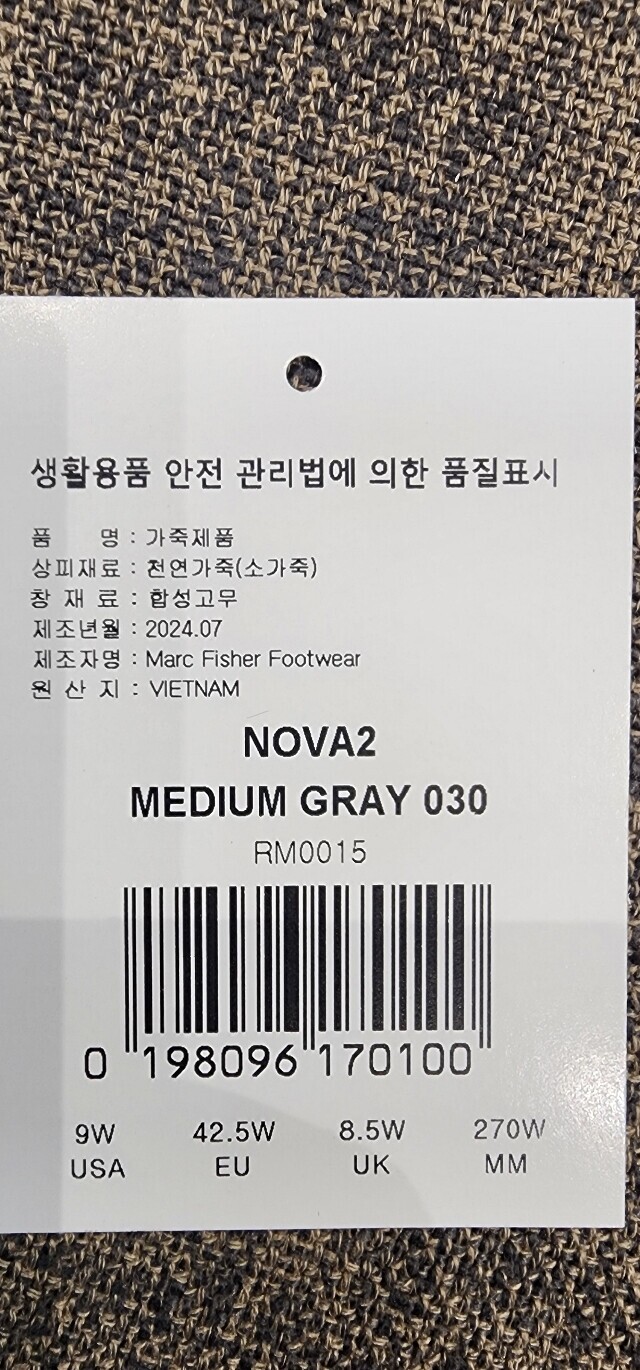 생활용품 안전 관리법에 의한 품질표시
품 명 : 가죽제품
상피재료 : 천연가죽(소가죽)
창 재 료 : 합성고무
제조년월 : 2024.07
제조자명 : Marc Fisher Footwear
원 산 지 : VIETNAM
NOVA2
MEDIUM GRAY 030
RM0015
0 198096 170100
9W 42.5W 8.5W 270W
USA EU UK MM